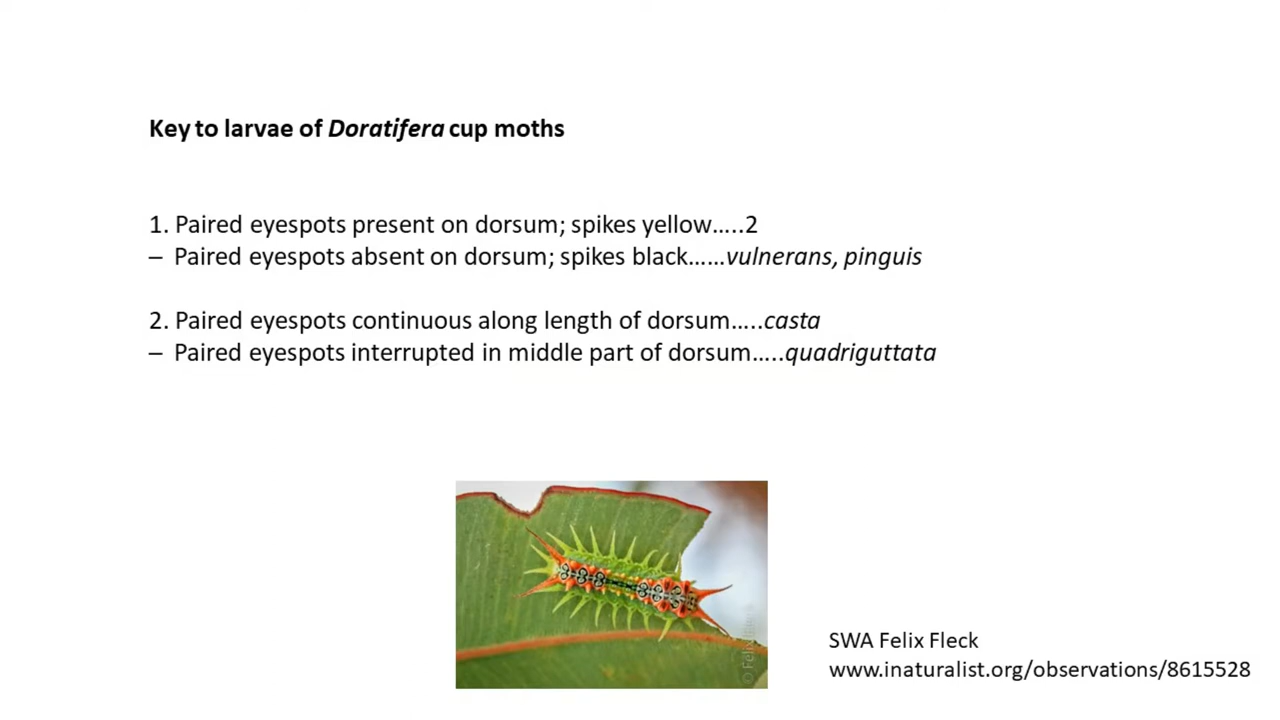 Key to larvae of Doratifera cup moths
1. Paired eyespots present on dorsum; spikes yellow…..2
– Paired eyespots absent on dorsum; spikes black……vulnerans, pinguis
2. Paired eyespots continuous along length of dorsum…..casta
– Paired eyespots interrupted in middle part of dorsum…..quadriguttata
© Felix Fleck
SWA Felix Fleck
www.inaturalist.org/observations/8615528